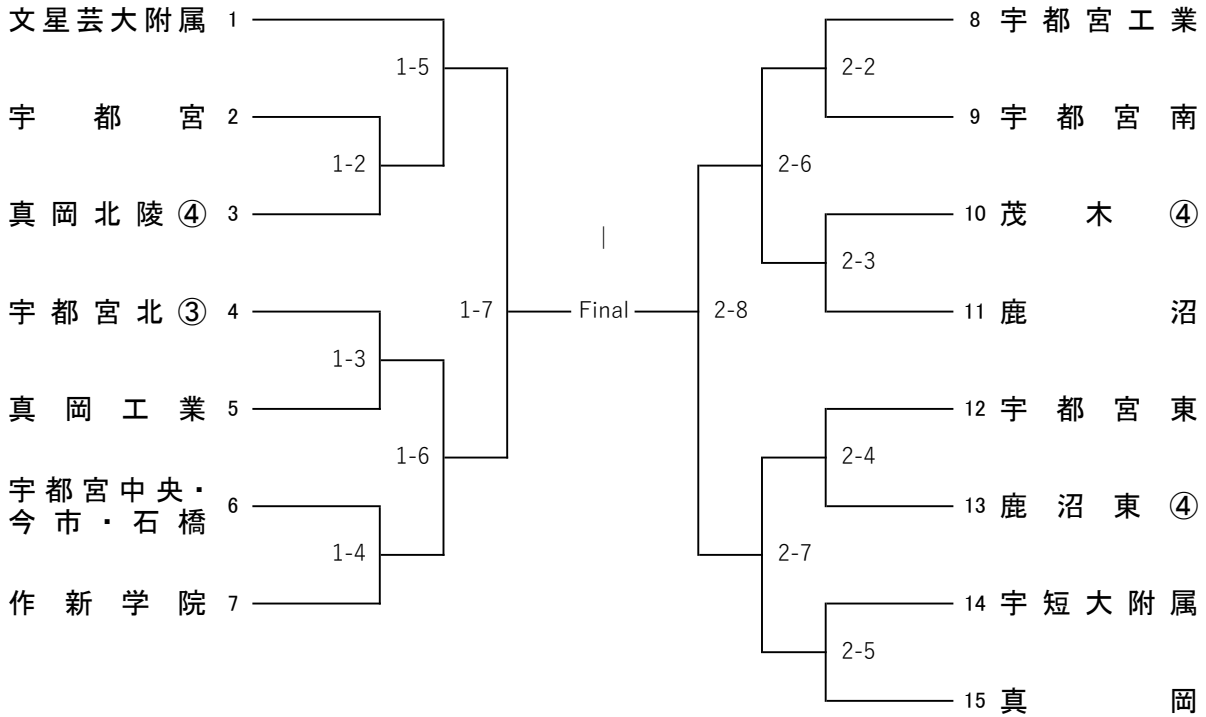 文星芸大附属 1
1-5
宇都宮 2
1-2
真岡北陵④ 3
宇都宮北③ 4
1-3
真岡工業 5
1-6
宇都宮中央・
今市・石橋 6
1-4
作新学院 7
1-7
|
Final
8 宇都宮工業
2-2
9 宇都宮南
2-6
10 茂木④
2-3
11 鹿沼
2-8
12 宇都宮東
2-4
13 鹿沼東④
2-7
14 宇短大附属
2-5
15 真岡